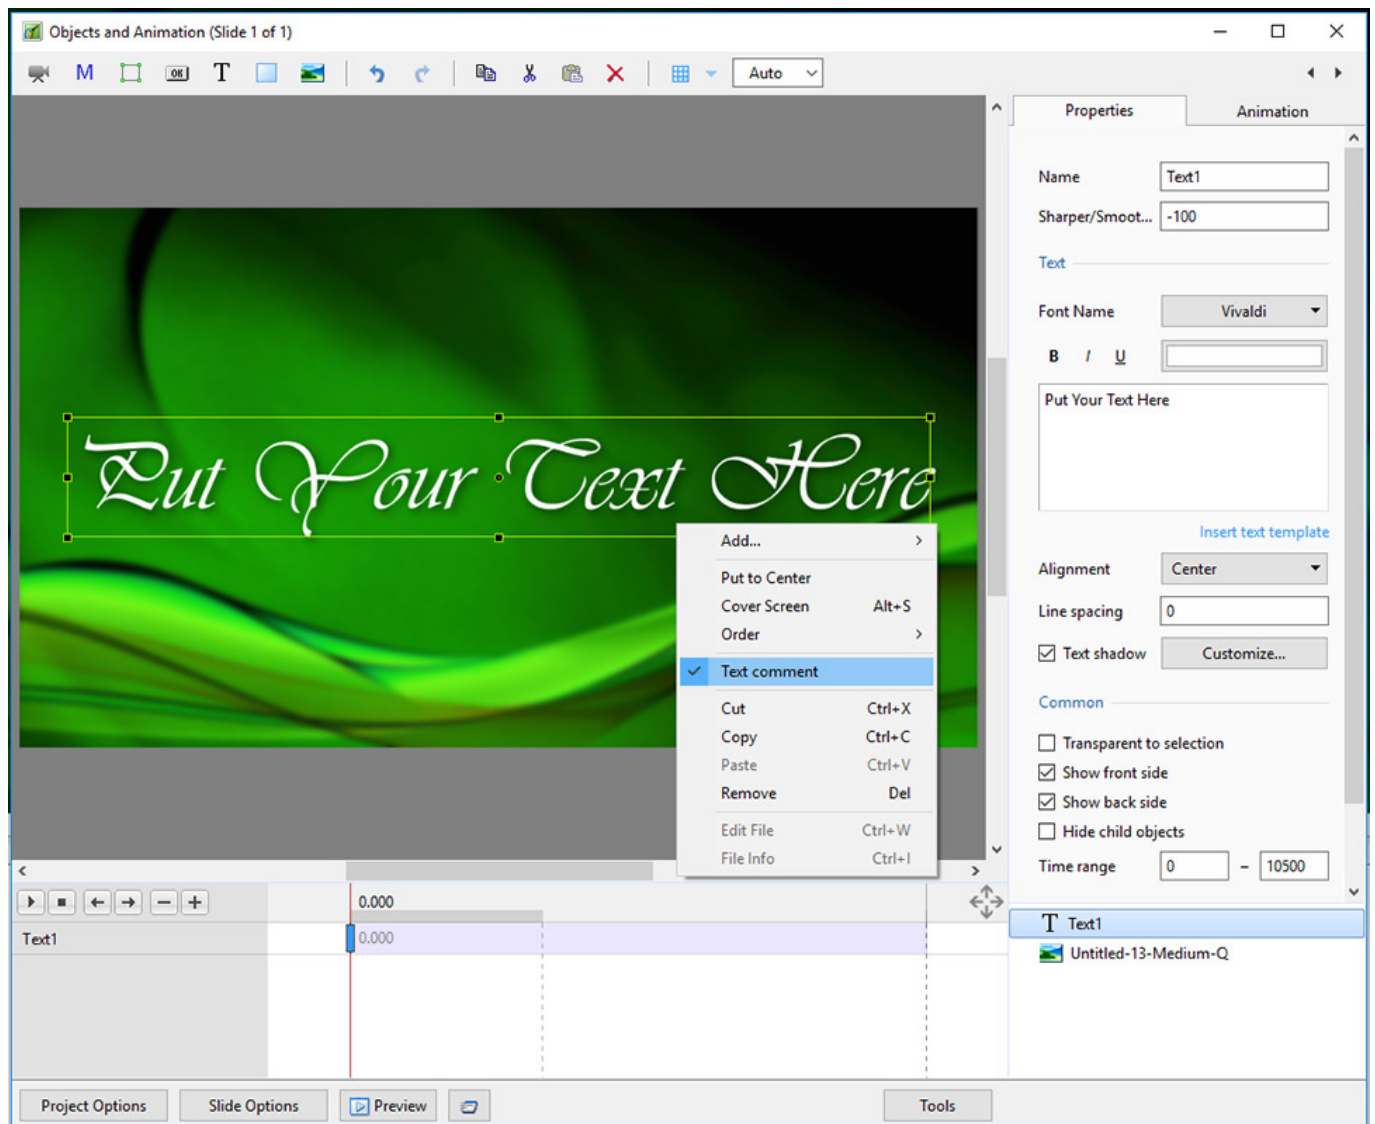 Objects and Animation (Slide 1 of 1)
M OK T Auto
Properties Animation
Name Text1
Sharper/Smoot... -100
Text
Font Name Vivaldi
B I U
Put Your Text Here
Insert text template
Alignment Center
Line spacing 0
Text shadow Customize...
Common
Transparent to selection
Show front side
Show back side
Hide child objects
Time range 0 – 10500
Put Your Text Here
Add...
Put to Center
Cover Screen Alt+S
Order
Text comment
Cut Ctrl+X
Copy Ctrl+C
Paste Ctrl+V
Remove Del
Edit File Ctrl+W
File Info Ctrl+I
0.000
Text1 0.000
T Text1
Untitled-13-Medium-Q
Project Options Slide Options Preview Tools